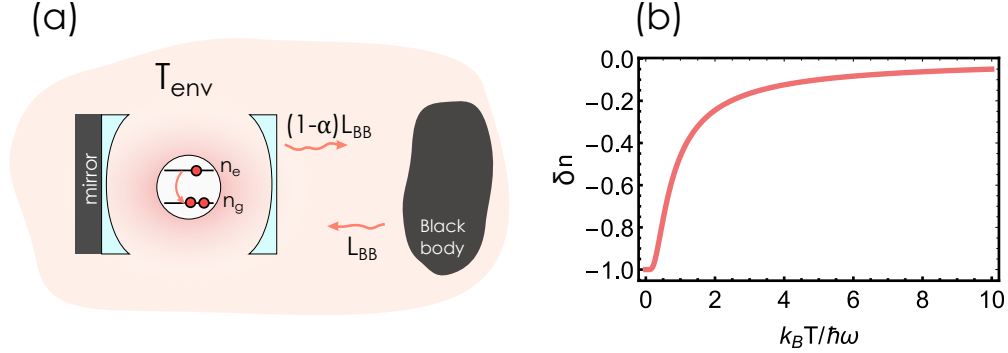 (a)
T_env
(1-α)L_BB
mirror
n_e
n_g
L_BB
Black
body
(b)
0.0
−0.2
−0.4
−0.6
−0.8
−1.0
δn
0 2 4 6 8 10
k_BT/ℏω